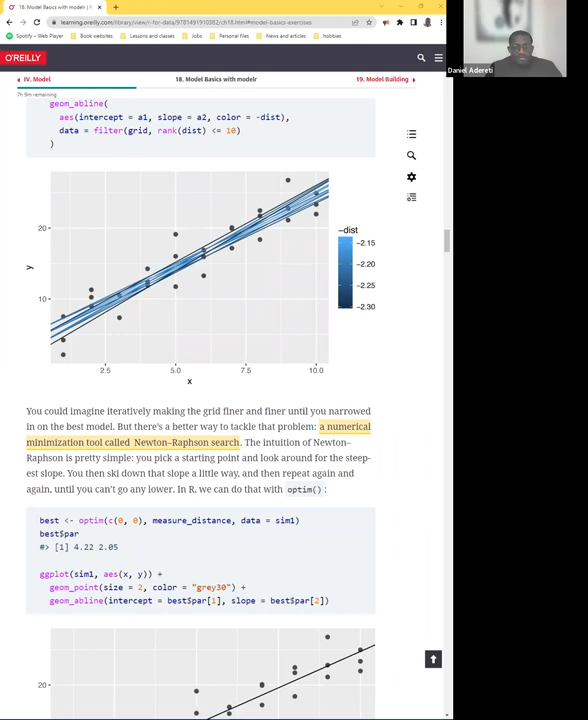 18. Model Basics with modelr | R
learning.oreilly.com/library/view/r-for-data/9781491910382/ch18.html#model-basics-exercises
Spotify – Web Player
Book websites
Lessons and classes
Jobs
Personal files
News and articles
hobbies
O'REILLY
Daniel Adereti
IV. Model
18. Model Basics with modelr
19. Model Building
7h 9m remaining
geom_abline(
aes(intercept = a1, slope = a2, color = -dist),
data = filter(grid, rank(dist) <= 10)
)
-dist
-2.15
-2.20
-2.25
-2.30
20
y
10
2.5 5.0 7.5 10.0
x
You could imagine iteratively making the grid finer and finer until you narrowed
in on the best model. But there's a better way to tackle that problem: a numerical
minimization tool called Newton–Raphson search. The intuition of Newton–
Raphson is pretty simple: you pick a starting point and look around for the steep-
est slope. You then ski down that slope a little way, and then repeat again and
again, until you can't go any lower. In R, we can do that with optim():
best <- optim(c(0, 0), measure_distance, data = sim1)
best$par
#> [1] 4.22 2.05
ggplot(sim1, aes(x, y)) +
geom_point(size = 2, color = "grey30") +
geom_abline(intercept = best$par[1], slope = best$par[2])
20